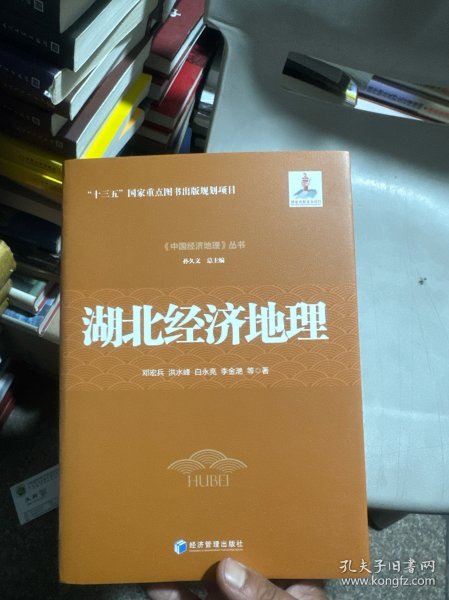 “十三五”国家重点图书出版规划项目
《中国经济地理》丛书
孙久文 总主编
湖北经济地理
邓宏兵 洪水峰 白永亮 李金滟 等◎著
HUBEI
经济管理出版社
孔夫子旧书网
www.kongfz.com